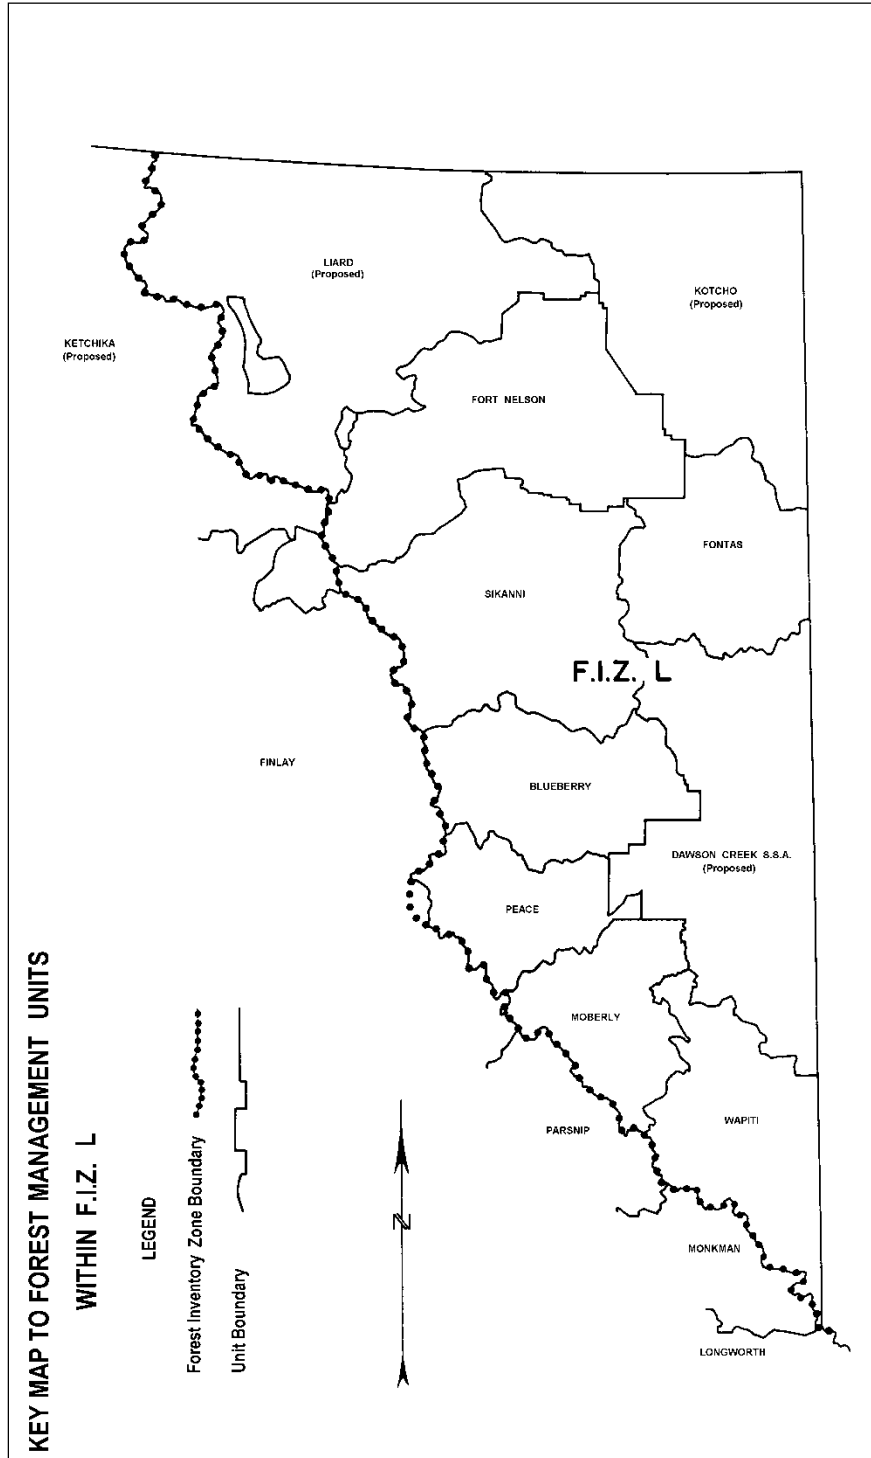 KEY MAP TO FOREST MANAGEMENT UNITS
WITHIN F.I.Z. L
LEGEND
Forest Inventory Zone Boundary
Unit Boundary
N
LIARD
(Proposed)
KOTCHO
(Proposed)
KETCHIKA
(Proposed)
FORT NELSON
FONTAS
SIKANNI
F.I.Z. L
FINLAY
BLUEBERRY
DAWSON CREEK S.S.A.
(Proposed)
PEACE
MOBERLY
PARSNIP
WAPITI
MONKMAN
LONGWORTH